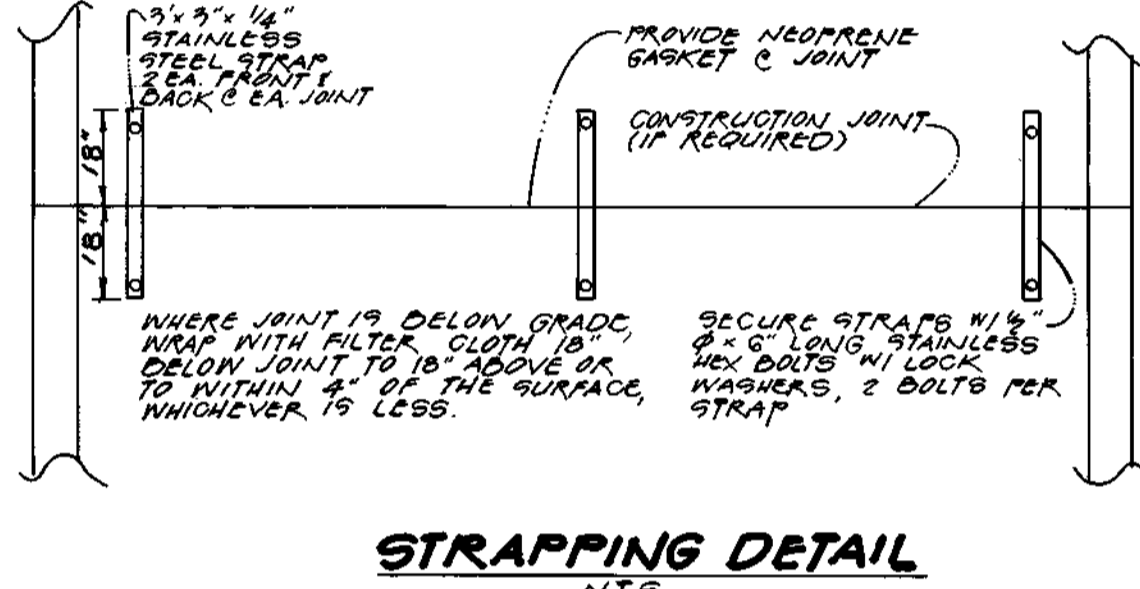 3'x 3"x 1/4"
STAINLESS
STEEL STRAP
2 EA. FRONT &
BACK @ EA. JOINT
PROVIDE NEOPRENE
GASKET @ JOINT
CONSTRUCTION JOINT
(IF REQUIRED)
18"
18"
WHERE JOINT IS BELOW GRADE,
WRAP WITH FILTER CLOTH 18"
BELOW JOINT TO 18" ABOVE OR
TO WITHIN 4" OF THE SURFACE,
WHICHEVER IS LESS.
SECURE STRAPS W/
Φ x 6" LONG STAINLESS
HEX BOLTS W/ LOCK
WASHERS, 2 BOLTS PER
STRAP
STRAPPING DETAIL
NTS